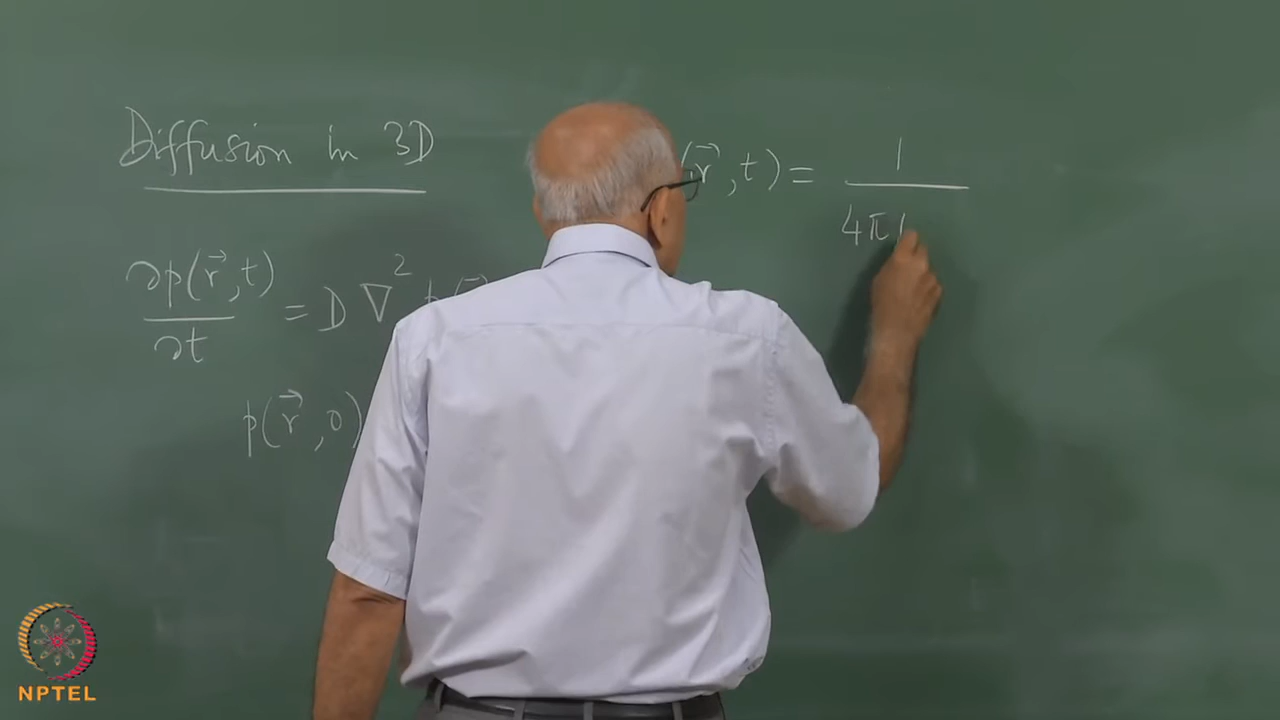 Diffusion in 3D
∂p(r⃗,t)/∂t = D ∇²
p(r⃗,0)
(r⃗,t) = 1/4π
NPTEL